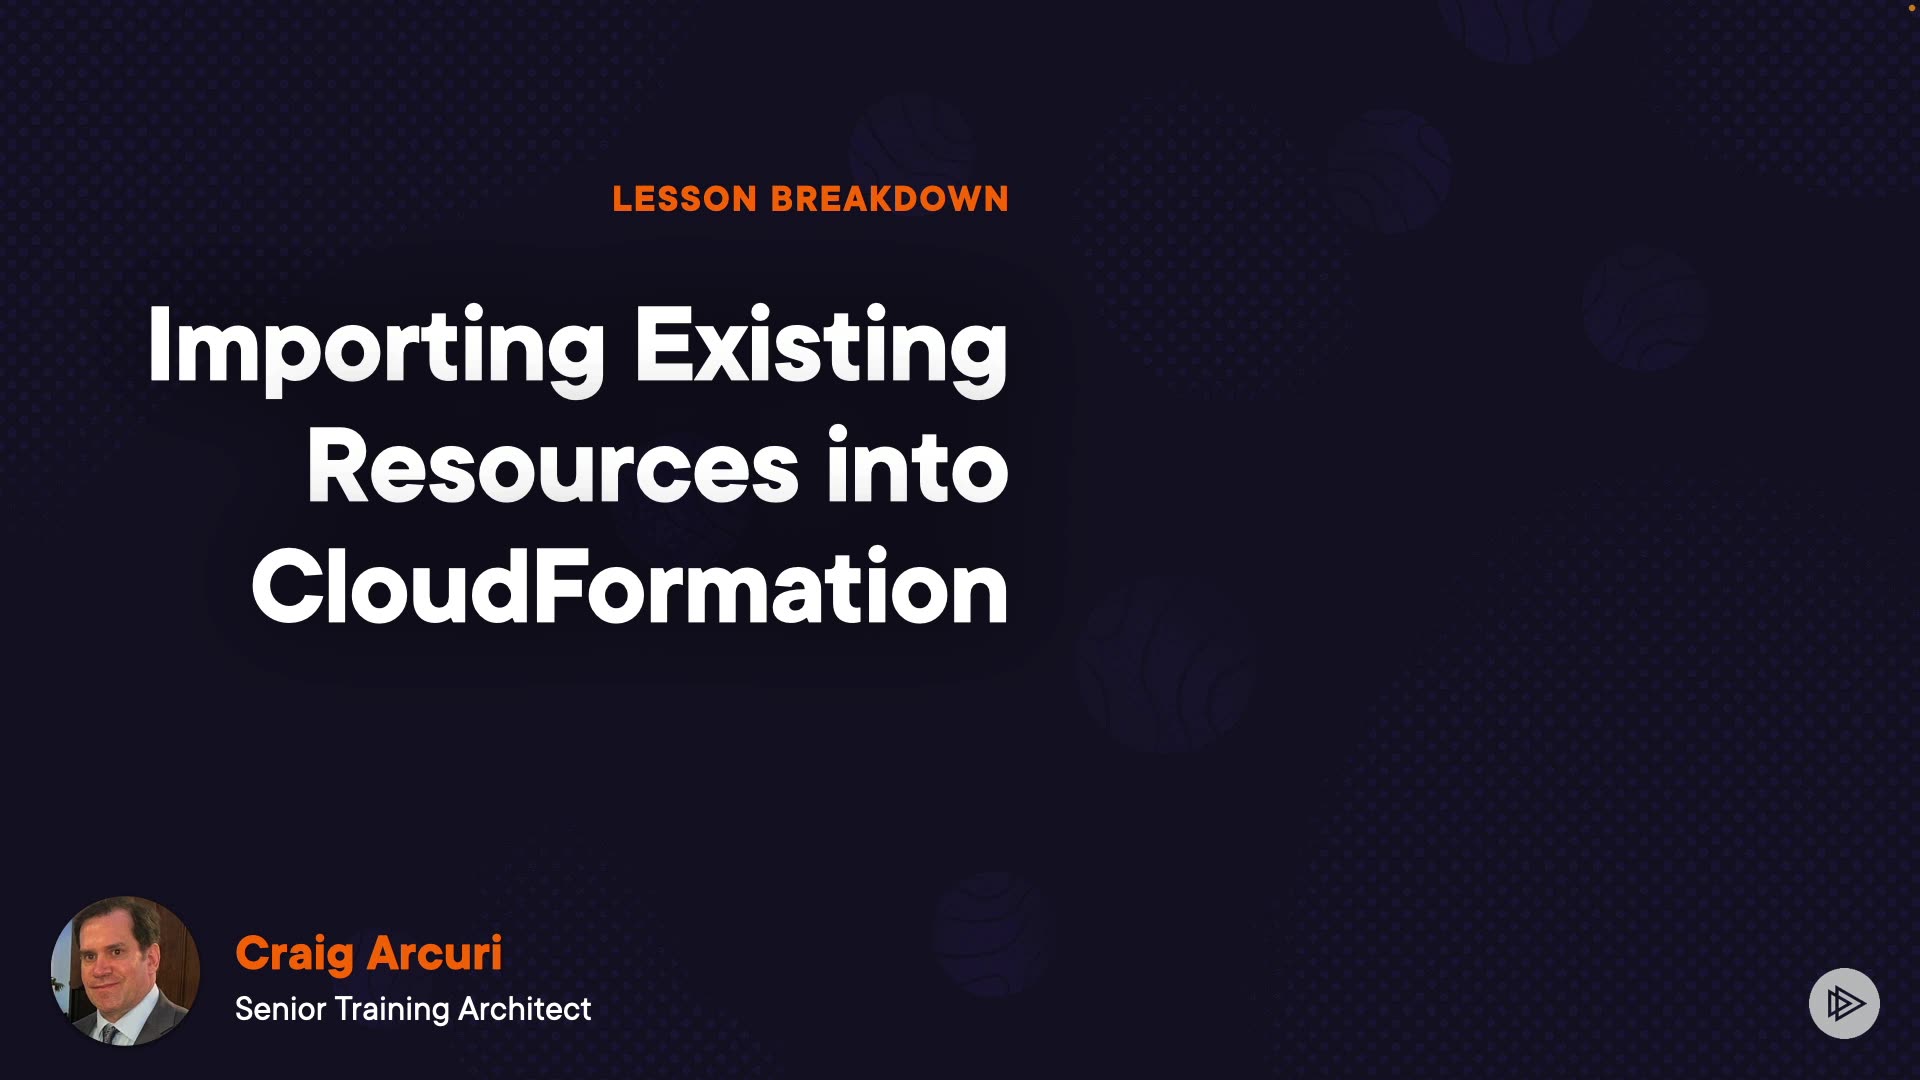 LESSON BREAKDOWN
Importing Existing
Resources into
CloudFormation
Craig Arcuri
Senior Training Architect